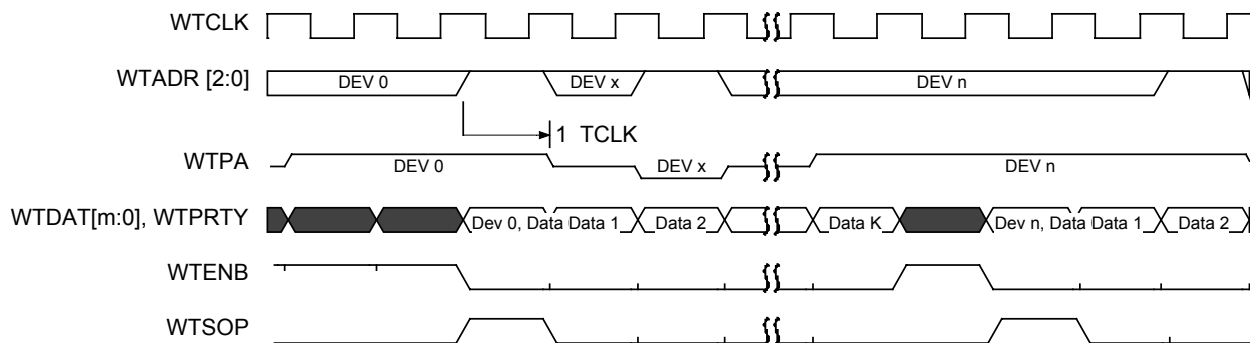 WTCLK
WTADR [2:0] DEV 0 DEV x DEV n
1 TCLK
WTPA DEV 0 DEV x DEV n
WTDAT[m:0], WTPRTY Dev 0, Data Data 1 Data 2 Data K Dev n, Data Data 1 Data 2
WTENB
WTSOP